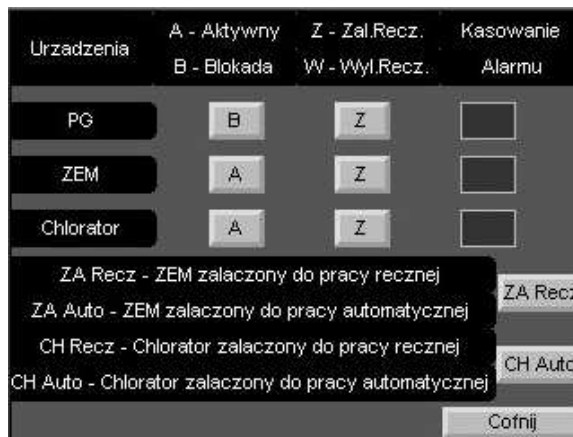 Urzadzenia
A - Aktywny
B - Blokada
Z - Zal.Recz.
W - Wyl.Recz.
Kasowanie
Alarmu
PG
B
Z
ZEM
A
Z
Chlorator
A
Z
ZA Recz - ZEM zalaczony do pracy recznej
ZA Auto - ZEM zalaczony do pracy automatycznej
ZA Recz
CH Recz - Chlorator zalaczony do pracy recznej
CH Auto - Chlorator zalaczony do pracy automatycznej
CH Auto
Cofnij